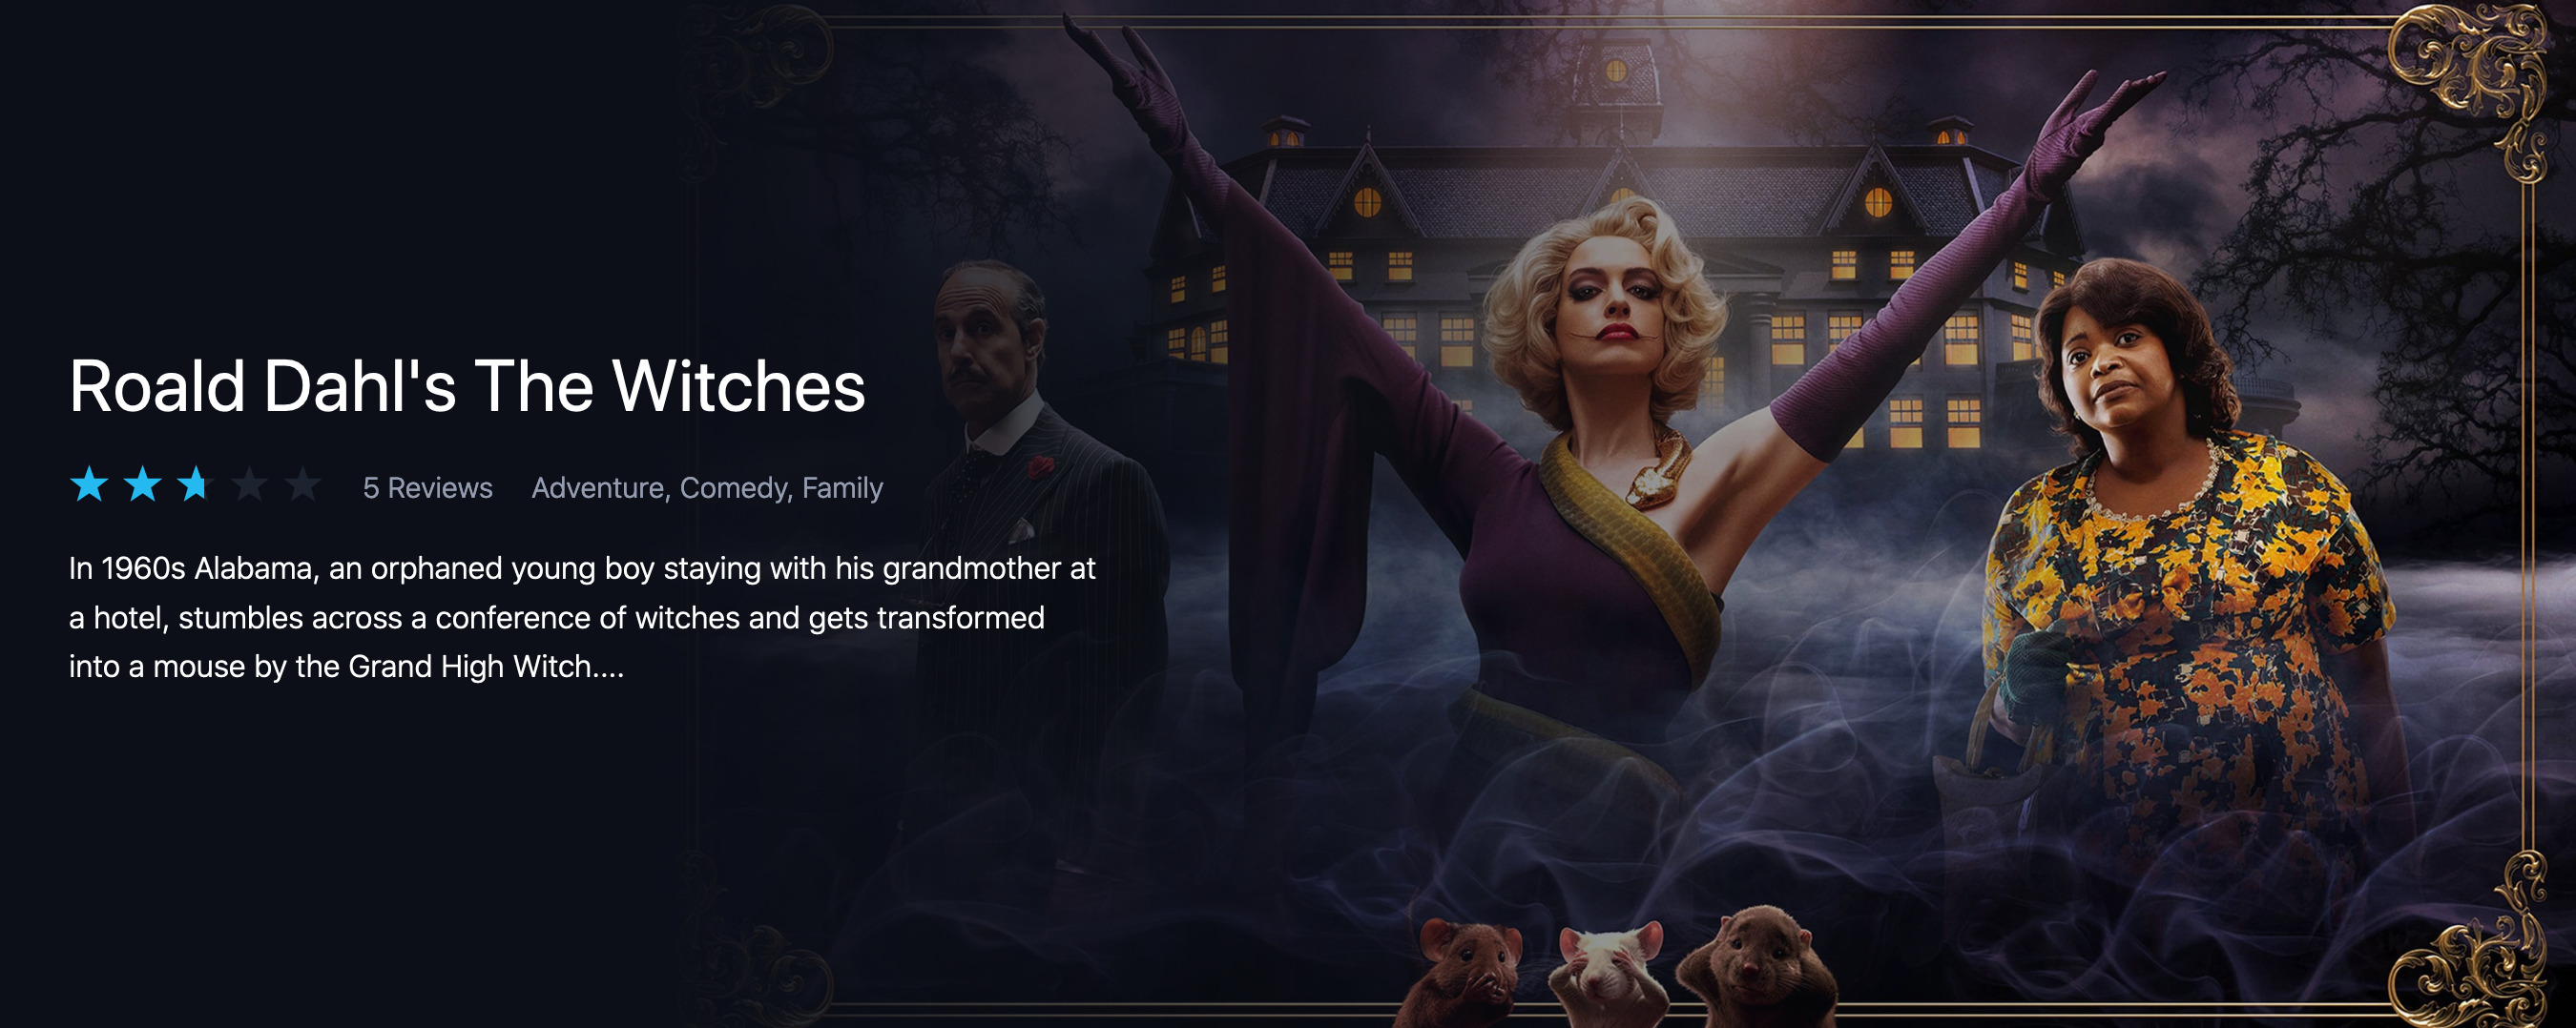 Roald Dahl's The Witches
5 Reviews Adventure, Comedy, Family
In 1960s Alabama, an orphaned young boy staying with his grandmother at
a hotel, stumbles across a conference of witches and gets transformed
into a mouse by the Grand High Witch....